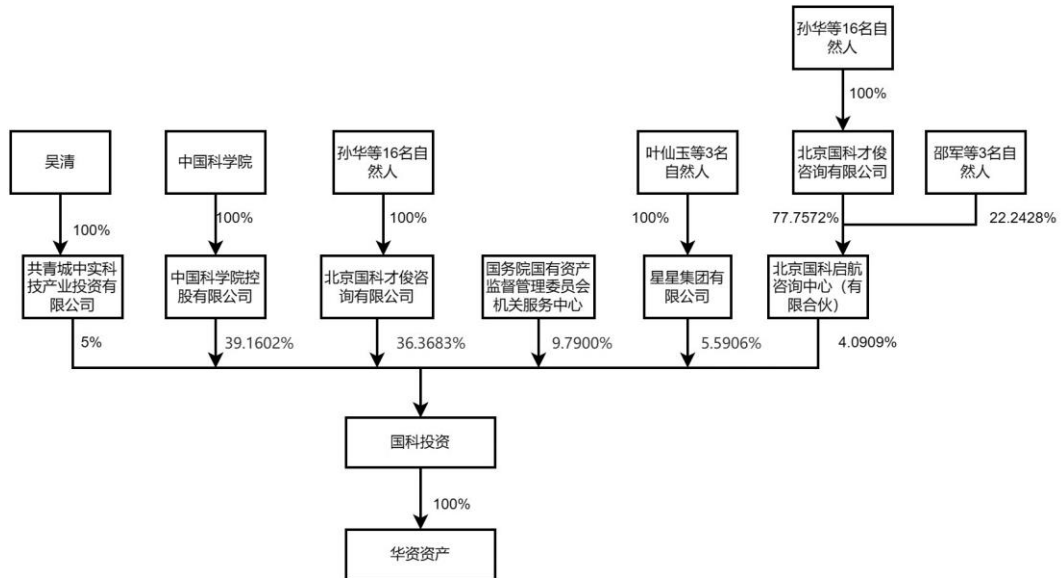 孙华等16名自
然人
100%
吴清
中国科学院
孙华等16名自
然人
叶仙玉等3名
自然人
北京国科才俊
咨询有限公司
邵军等3名自
然人
100%
100%
100%
100%
77.7572%
22.2428%
共青城中实科
技产业投资有
限公司
中国科学院控
股有限公司
北京国科才俊咨
询有限公司
国务院国有资产
监督管理委员会
机关服务中心
星星集团有
限公司
北京国科启航
咨询中心（有
限合伙）
5%
39.1602%
36.3683%
9.7900%
5.5906%
4.0909%
国科投资
100%
华资资产